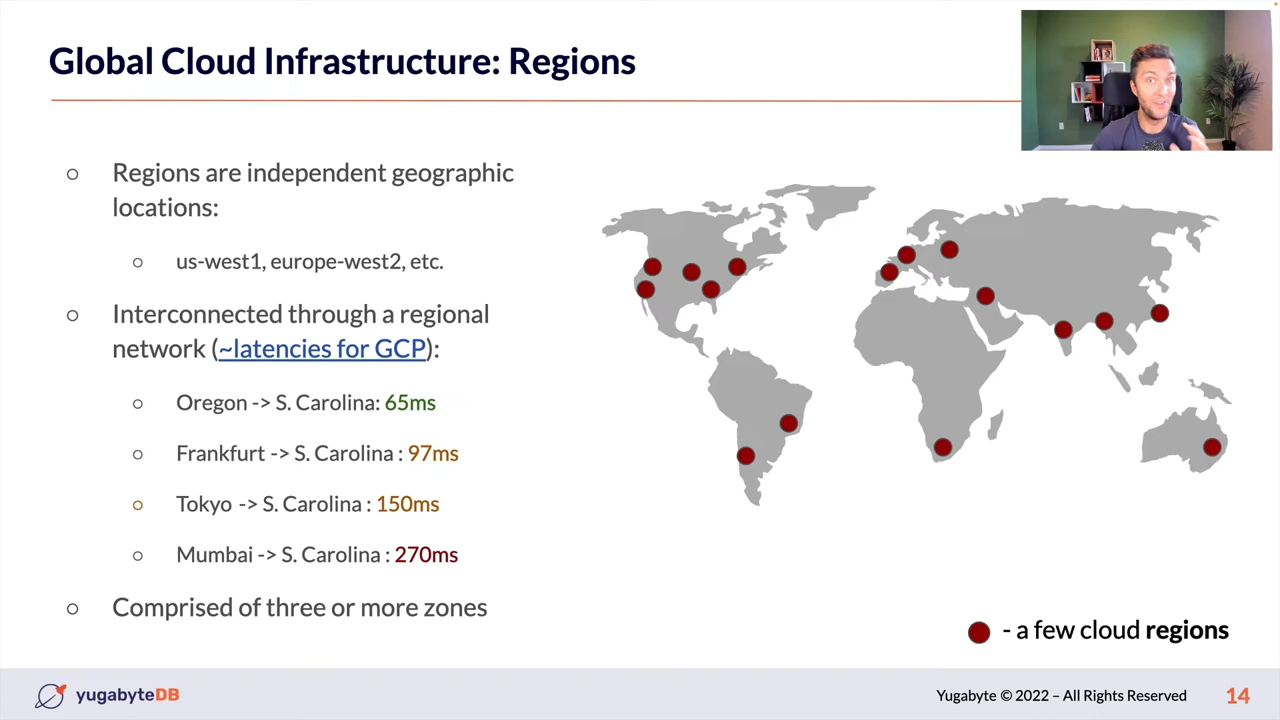 Global Cloud Infrastructure: Regions
○ Regions are independent geographic
locations:
○ us-west1, europe-west2, etc.
○ Interconnected through a regional
network (~latencies for GCP):
○ Oregon -> S. Carolina: 65ms
○ Frankfurt -> S. Carolina : 97ms
○ Tokyo -> S. Carolina : 150ms
○ Mumbai -> S. Carolina : 270ms
○ Comprised of three or more zones
- a few cloud regions
yugabyteDB
Yugabyte © 2022 – All Rights Reserved
14